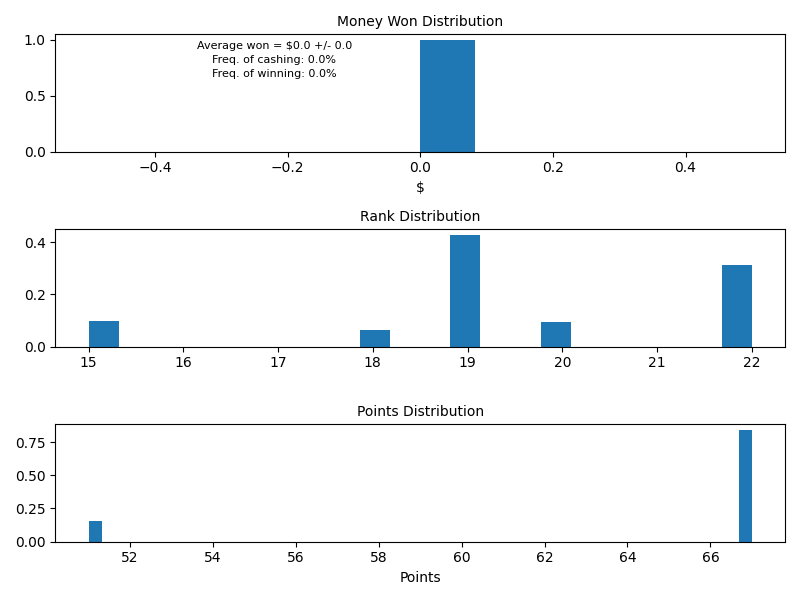 Money Won Distribution
1.0
0.5
0.0
Average won = $0.0 +/- 0.0
Freq. of cashing: 0.0%
Freq. of winning: 0.0%
−0.4 −0.2 0.0 0.2 0.4
$
Rank Distribution
0.4
0.2
0.0
15 16 17 18 19 20 21 22
Points Distribution
0.75
0.50
0.25
0.00
52 54 56 58 60 62 64 66
Points